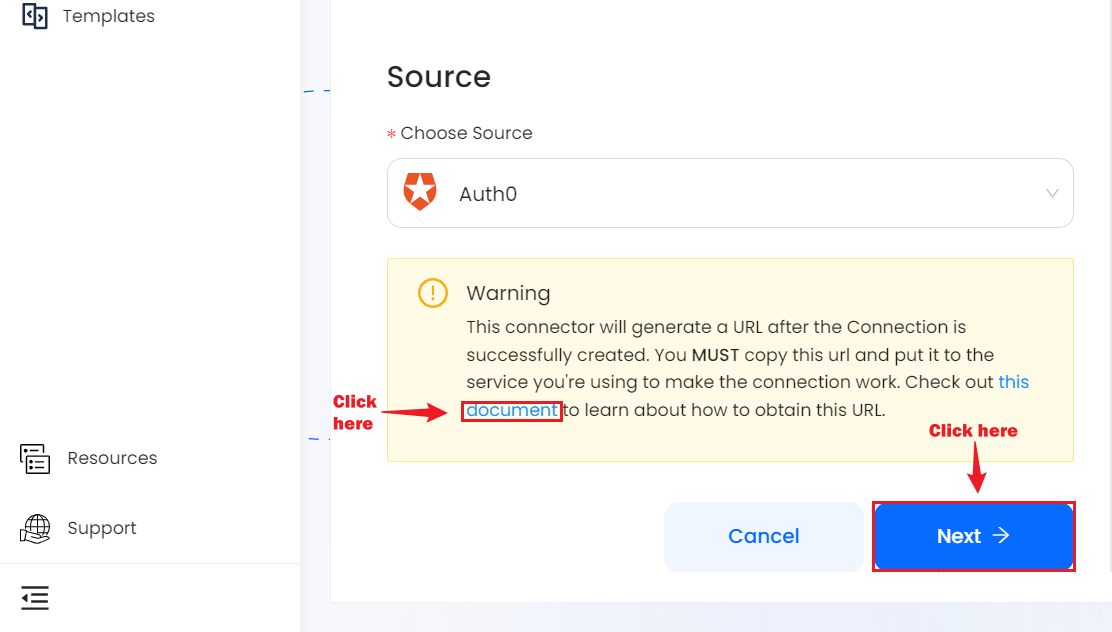 Templates
Source
* Choose Source
Auth0
Warning
This connector will generate a URL after the Connection is
successfully created. You MUST copy this url and put it to the
service you're using to make the connection work. Check out this
document to learn about how to obtain this URL.
Click
here
Click here
Resources
Support
Cancel
Next →